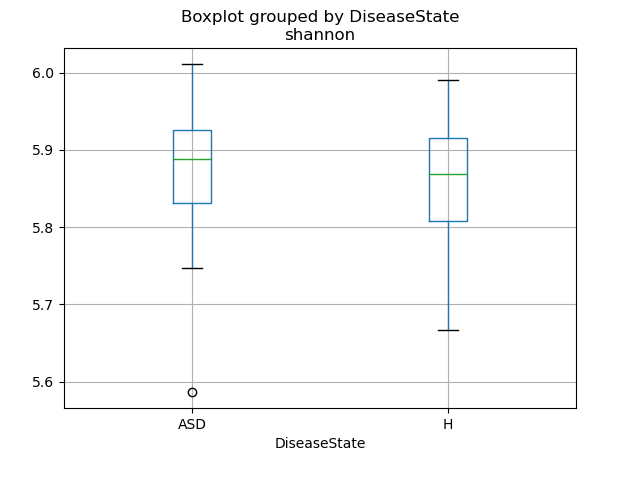 Boxplot grouped by DiseaseState
shannon
6.0
5.9
5.8
5.7
5.6
ASD H
DiseaseState